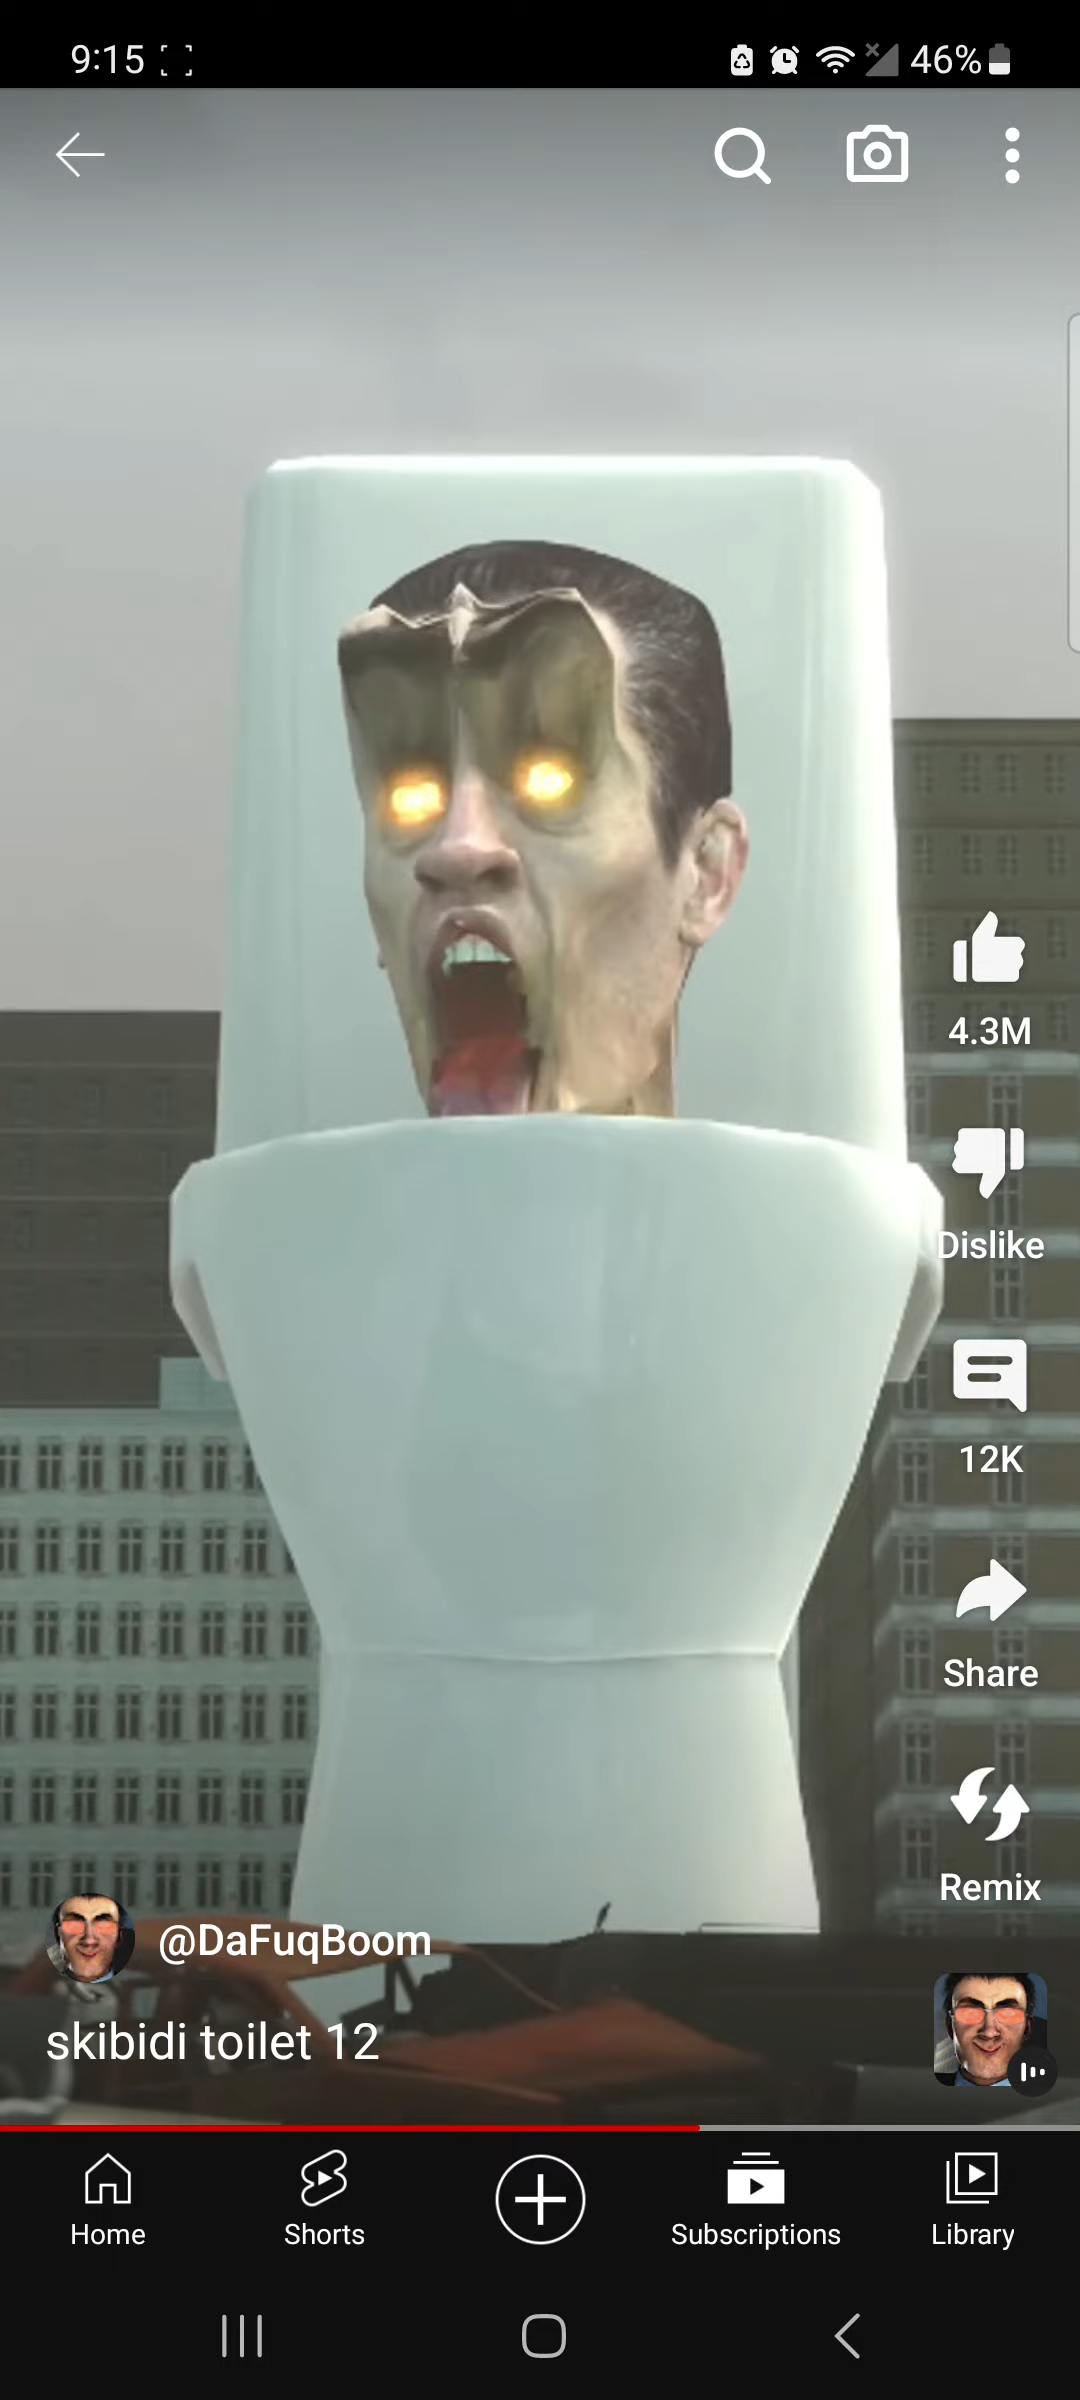 9:15
46%
4.3M
Dislike
12K
Share
Remix
@DaFuqBoom
skibidi toilet 12
Home
Shorts
Subscriptions
Library